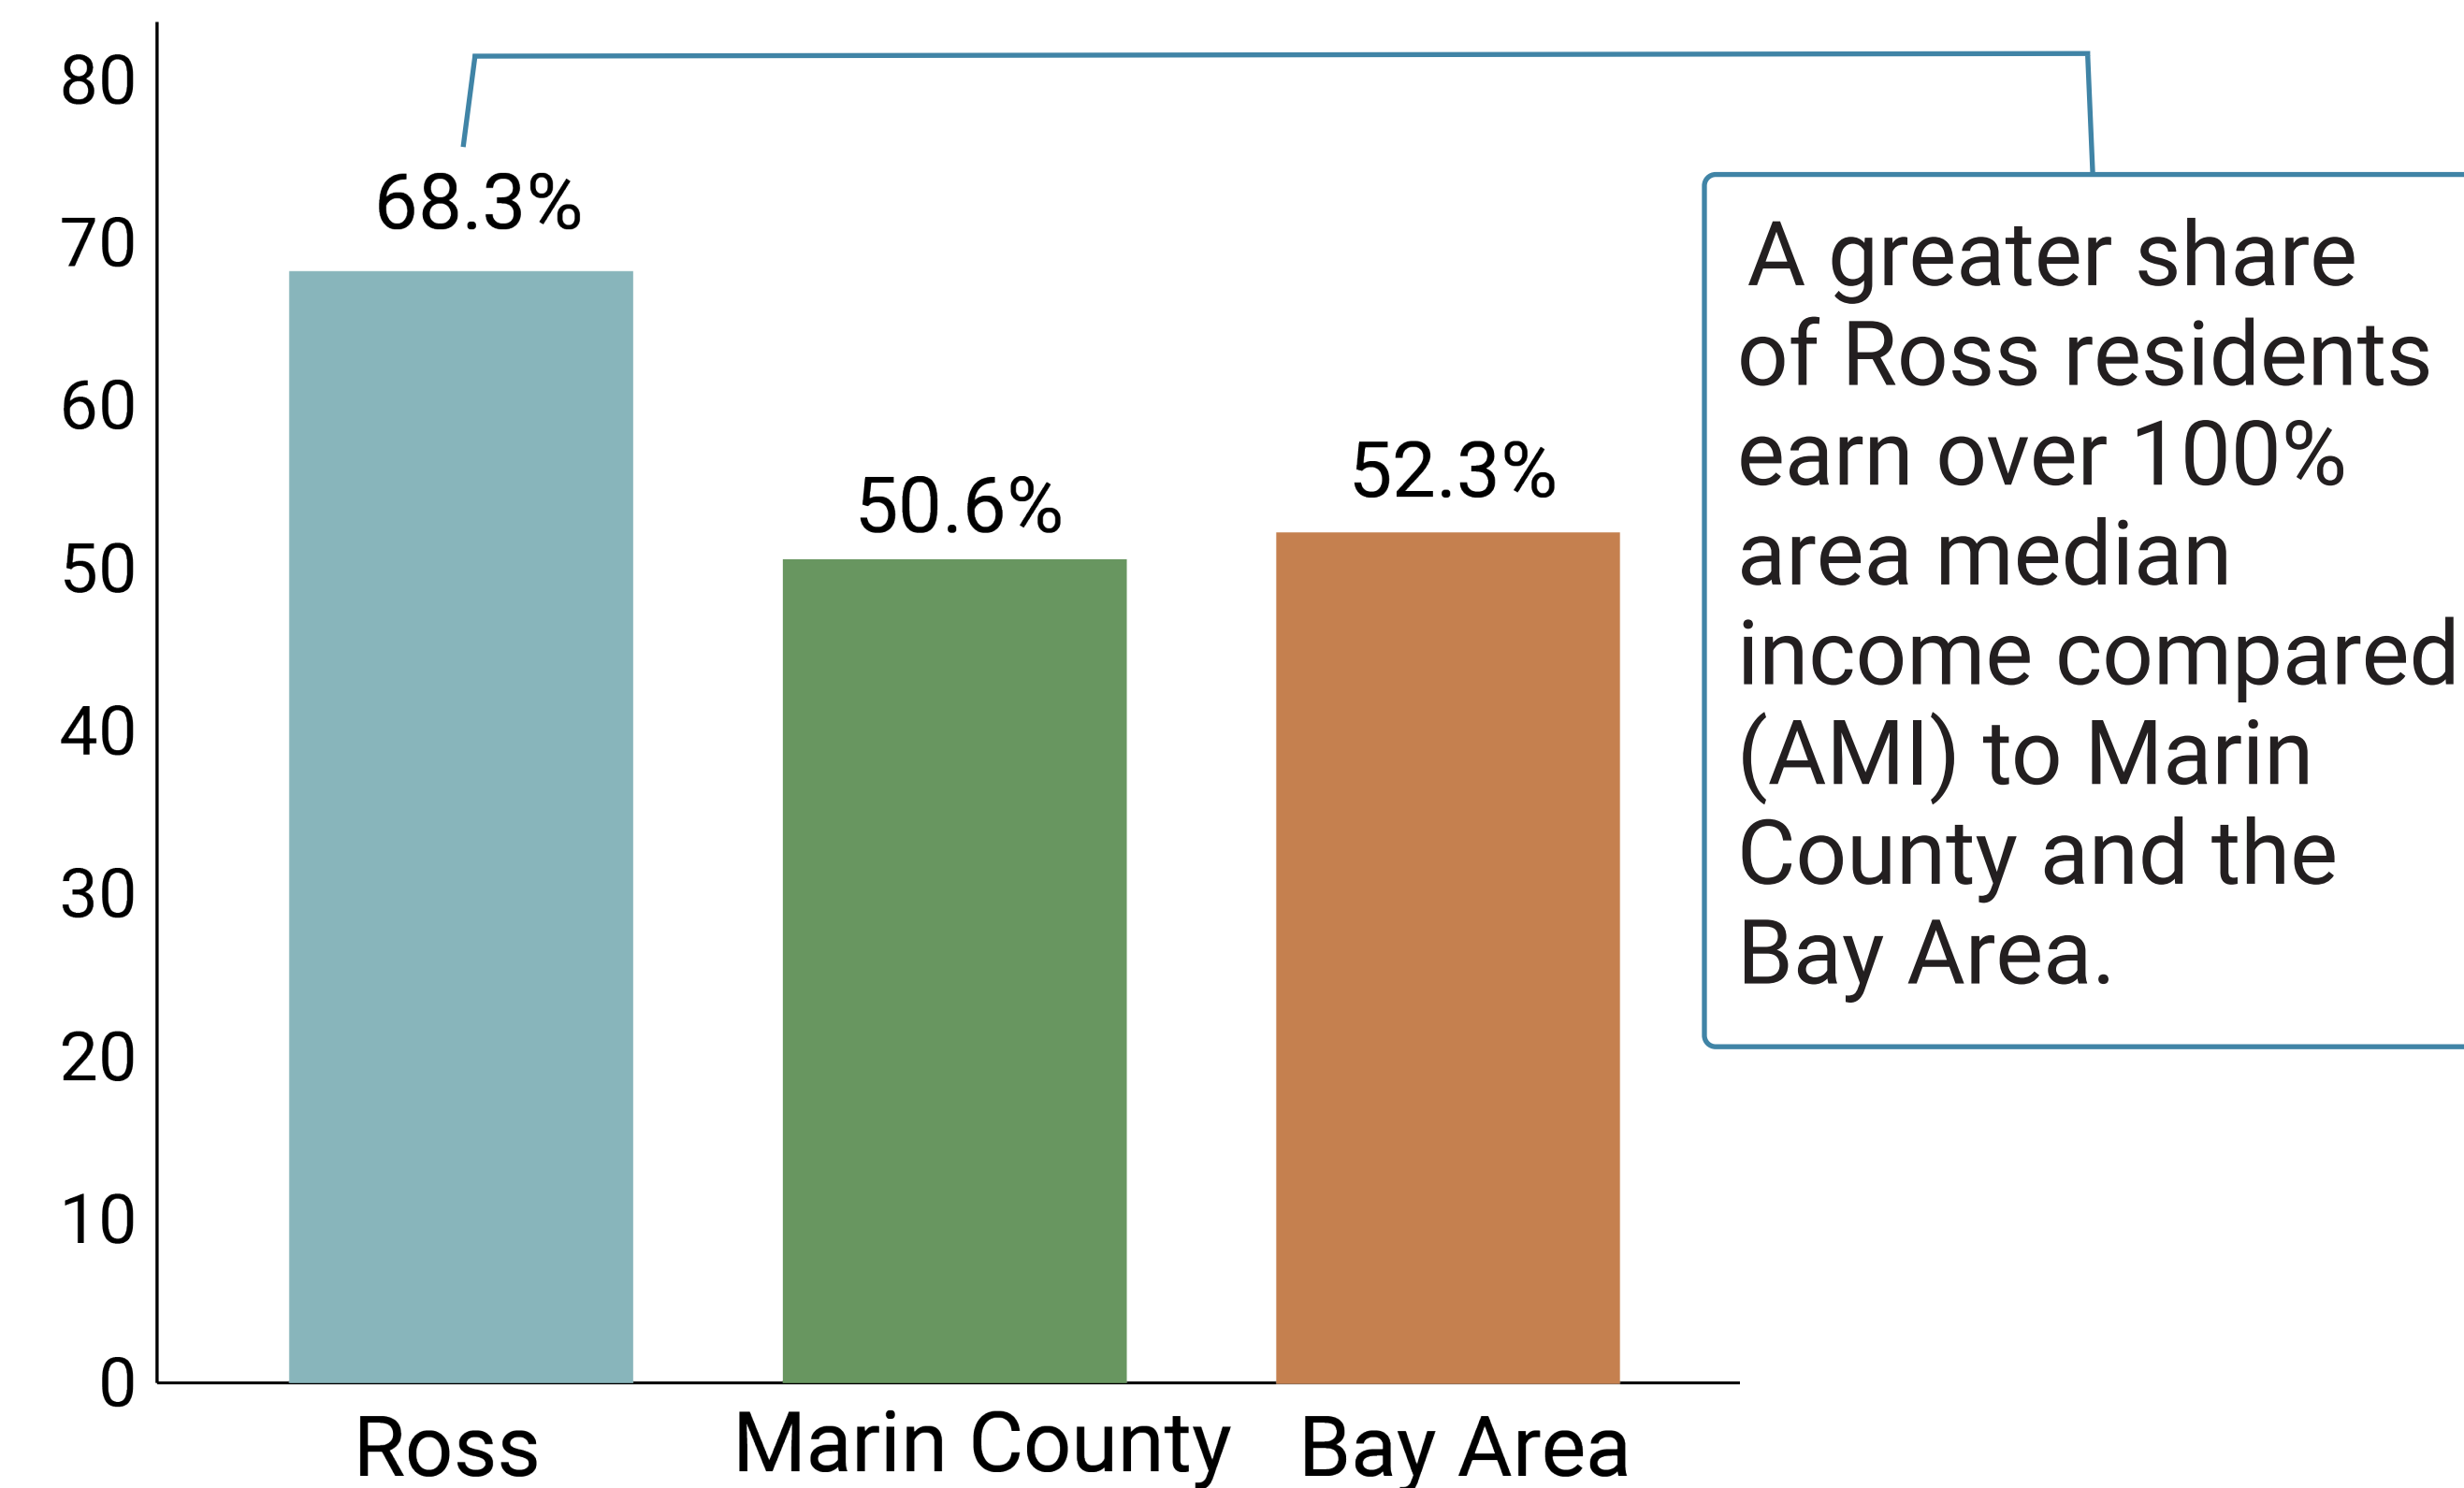 80
70
60
50
40
30
20
10
0
68.3%
50.6%
52.3%
Ross
Marin County
Bay Area
A greater share
of Ross residents
earn over 100%
area median
income compared
(AMI) to Marin
County and the
Bay Area.